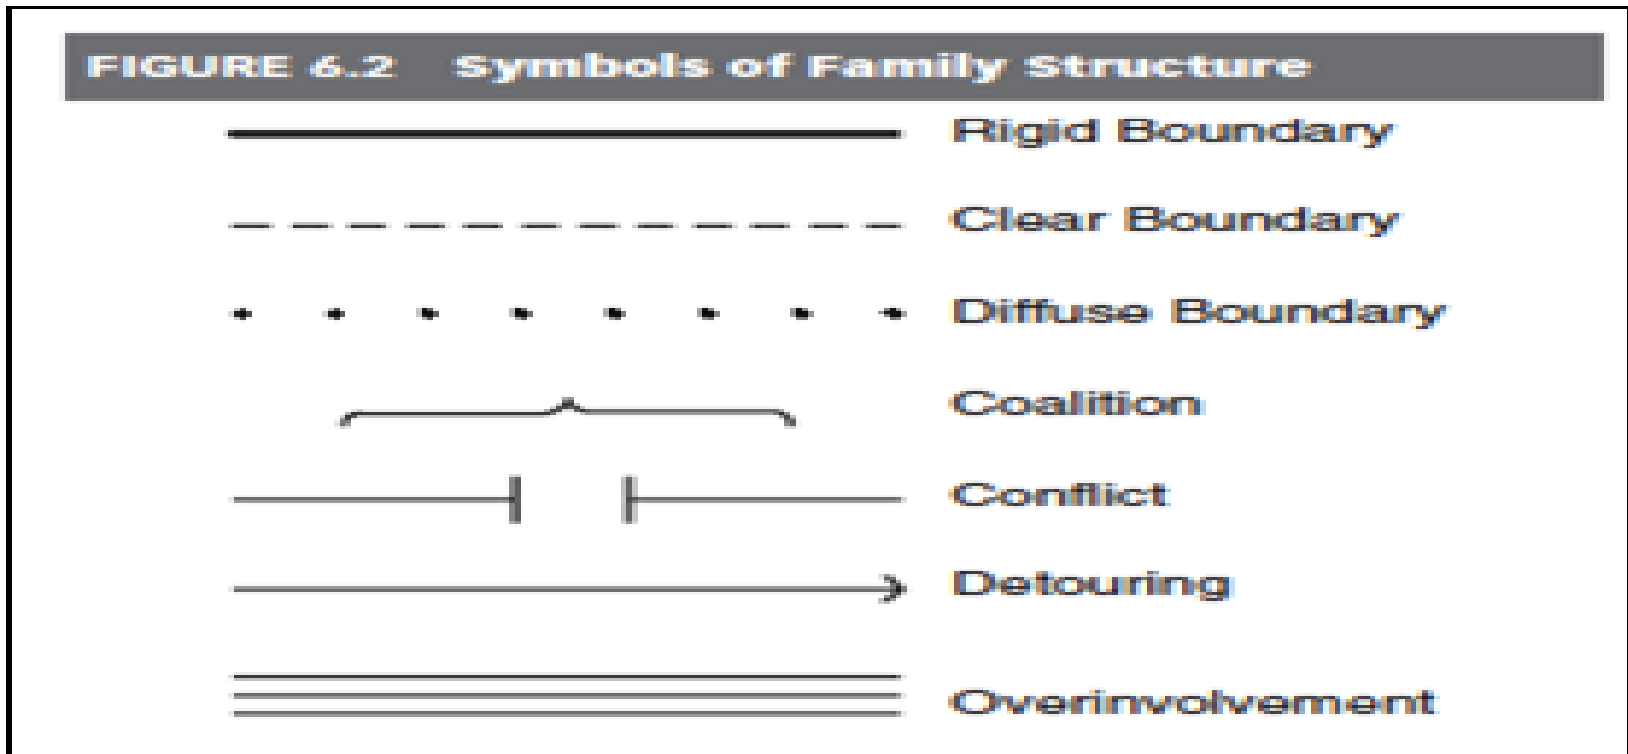 FIGURE 6.2 Symbols of Family Structure
Rigid Boundary
Clear Boundary
Diffuse Boundary
Coalition
Conflict
Detouring
Overinvolvement